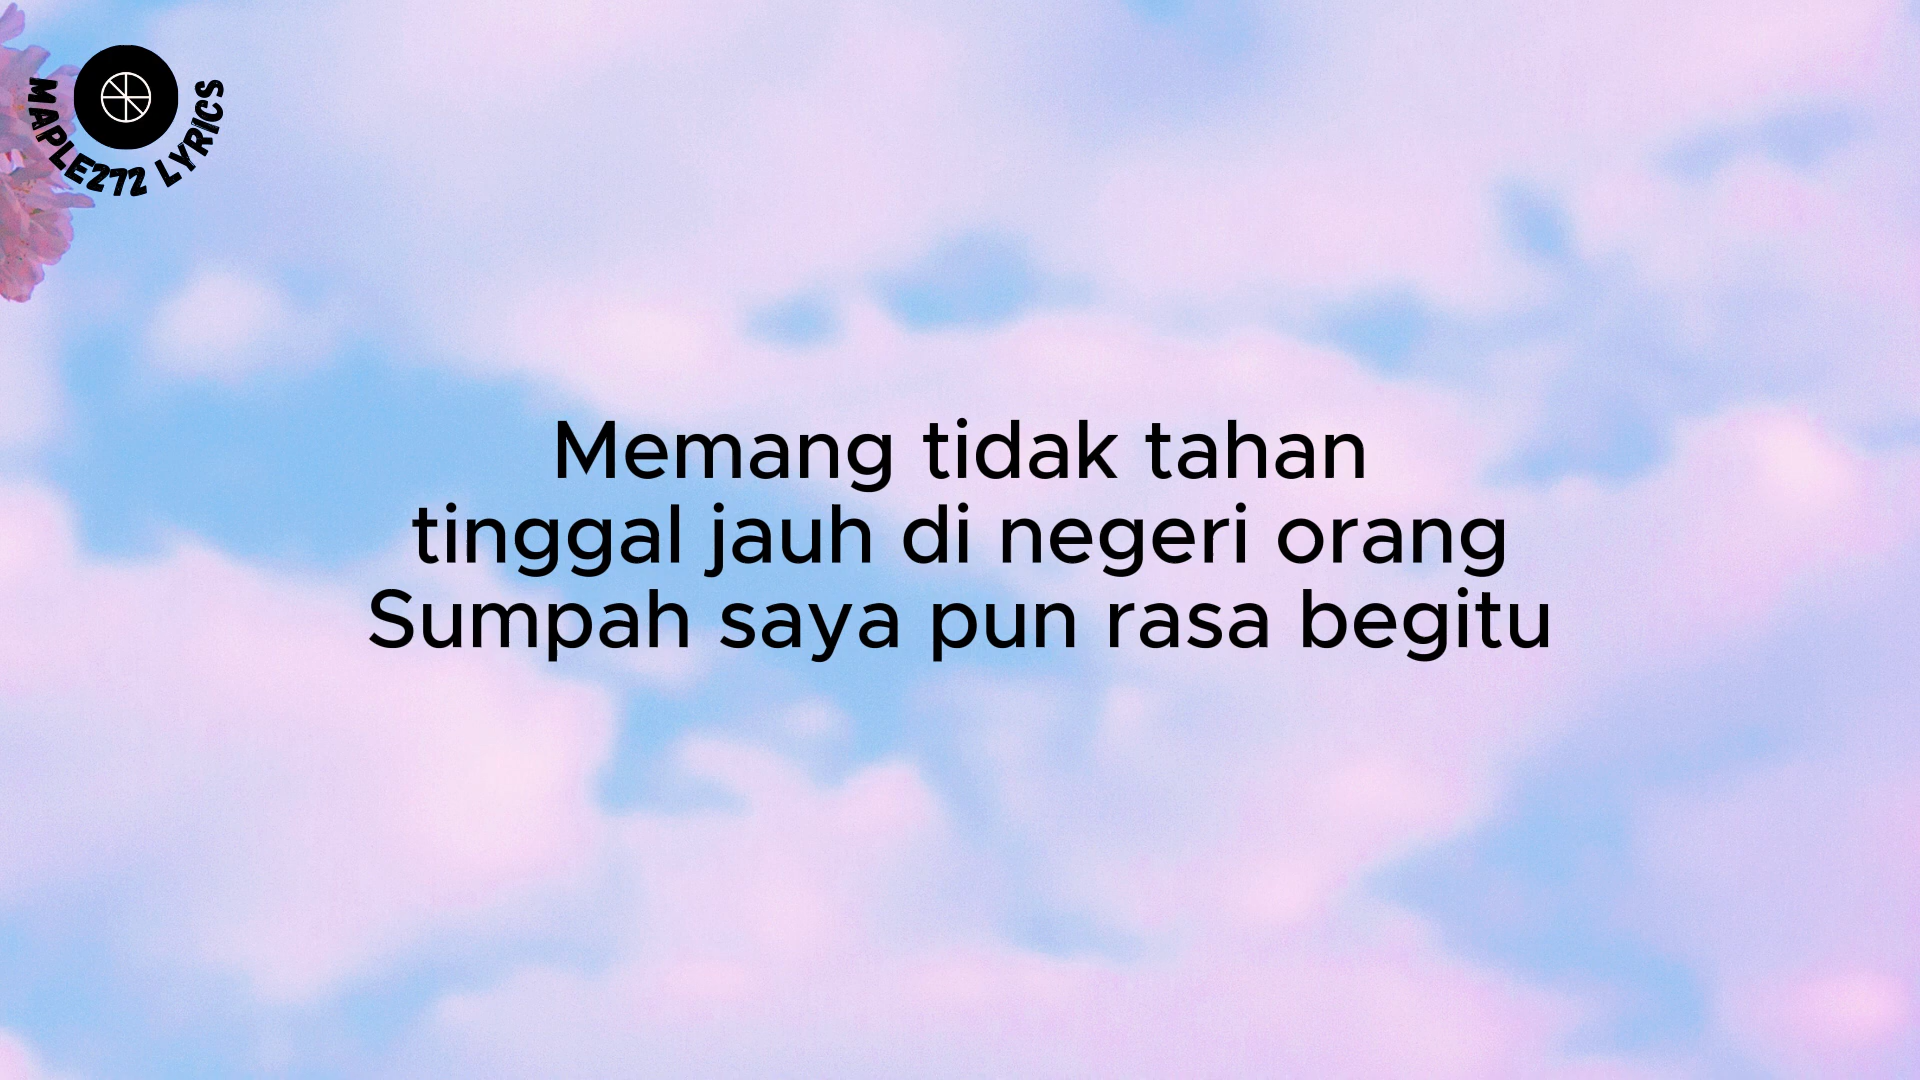 MAPLE272 LYRICS
Memang tidak tahan
tinggal jauh di negeri orang
Sumpah saya pun rasa begitu